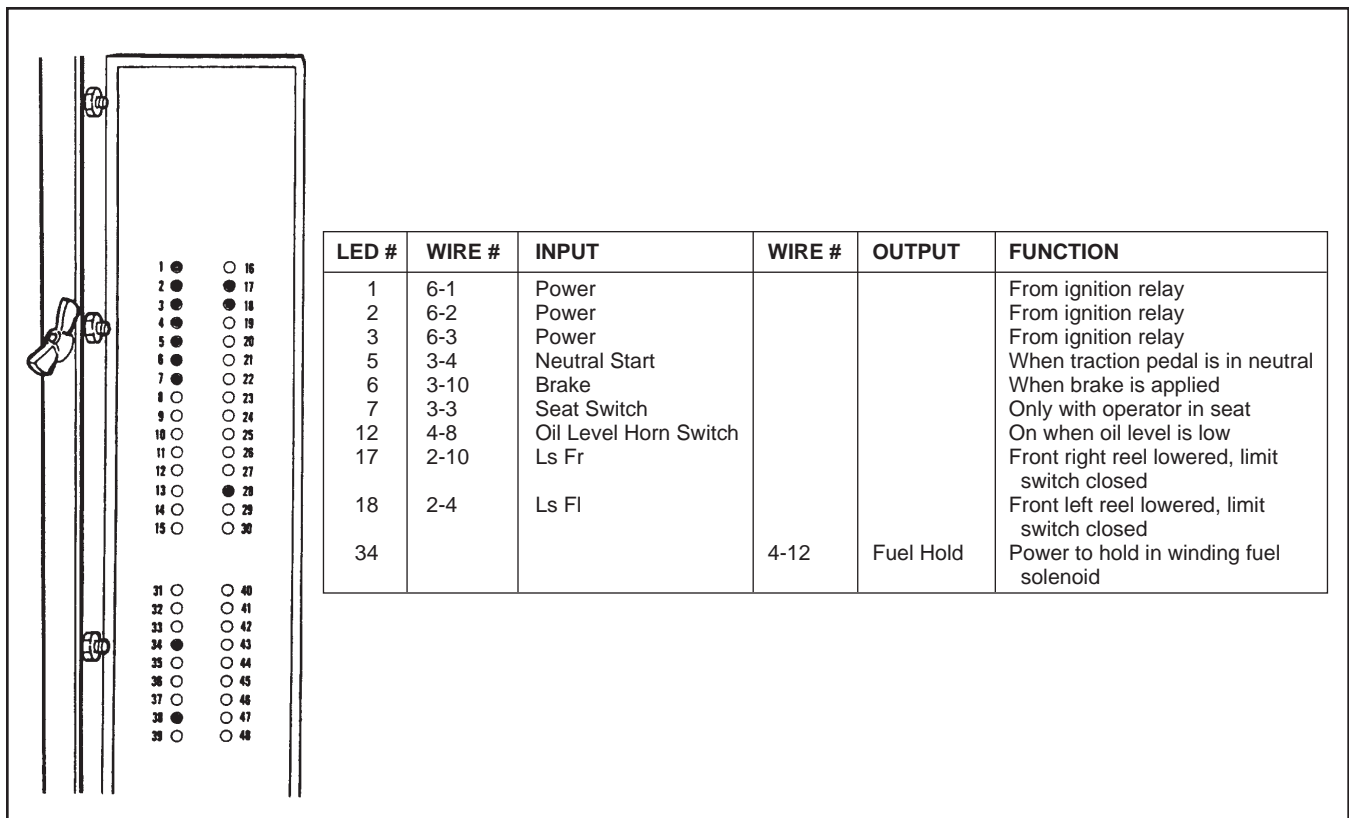 1 16
2 17
3 18
4 19
5 20
6 21
7 22
8 23
9 24
10 25
11 26
12 27
13 28
14 29
15 30
31 40
32 41
33 42
34 43
35 44
36 45
37 46
38 47
39 48
LED # WIRE # INPUT WIRE # OUTPUT FUNCTION
1 6-1 Power From ignition relay
2 6-2 Power From ignition relay
3 6-3 Power From ignition relay
5 3-4 Neutral Start When traction pedal is in neutral
6 3-10 Brake When brake is applied
7 3-3 Seat Switch Only with operator in seat
12 4-8 Oil Level Horn Switch On when oil level is low
17 2-10 Ls Fr Front right reel lowered, limit
switch closed
18 2-4 Ls Fl Front left reel lowered, limit
switch closed
34 4-12 Fuel Hold Power to hold in winding fuel
solenoid